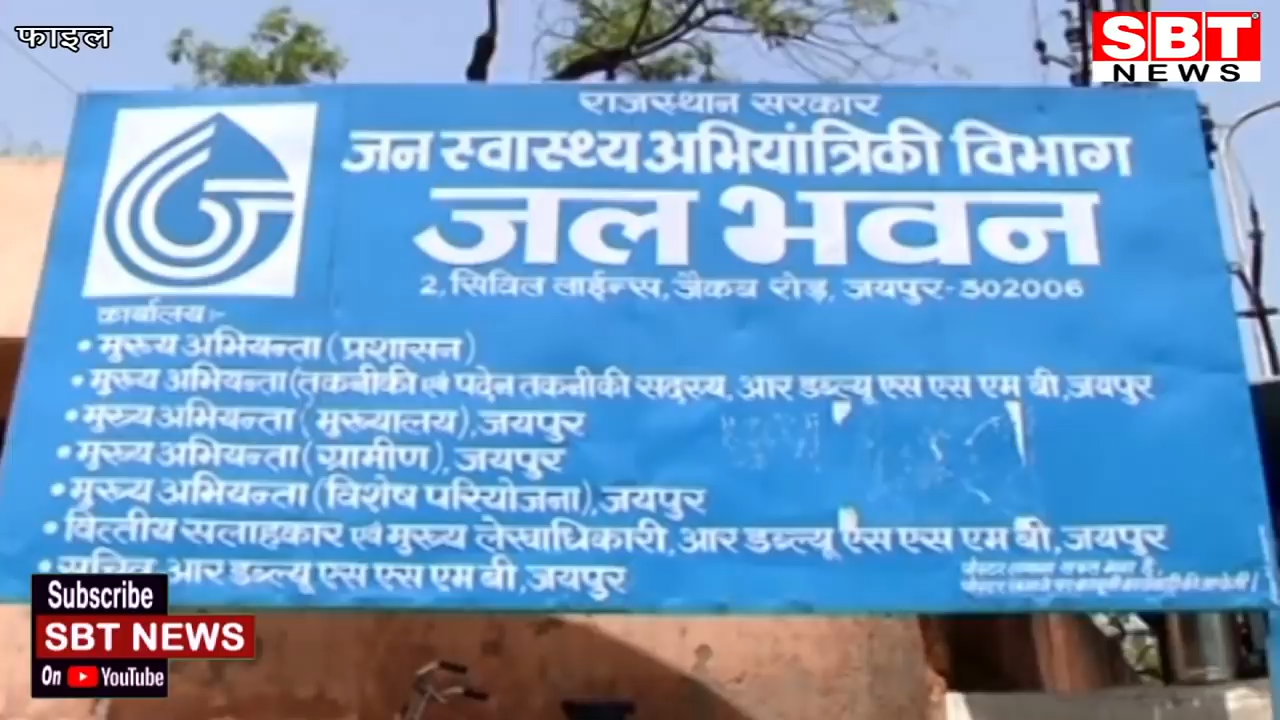 फाइल
SBT
NEWS
राजस्थान सरकार
जन स्वास्थ्य अभियांत्रिकी विभाग
जल भवन
2, सिविल लाईन्स, जैकब रोड़, जयपुर-302006
कार्यालय:-
• मुख्य अभियन्ता (प्रशासन)
• मुख्य अभियन्ता (तकनीकी एवं पदेन तकनीकी सदस्य, आर डब्ल्यू एस एस एम बी,जयपुर
• मुख्य अभियन्ता (मुख्यालय),जयपुर
• मुख्य अभियन्ता (ग्रामीण), जयपुर
• मुख्य अभियन्ता (विशेष परियोजना),जयपुर
• वित्तीय सलाहकार एवं मुख्य लेखाधिकारी, आर डब्ल्यू एस एस एम बी,जयपुर
• सचिव, आर डब्ल्यू एस एस एम बी,जयपुर
Subscribe
SBT NEWS
On YouTube